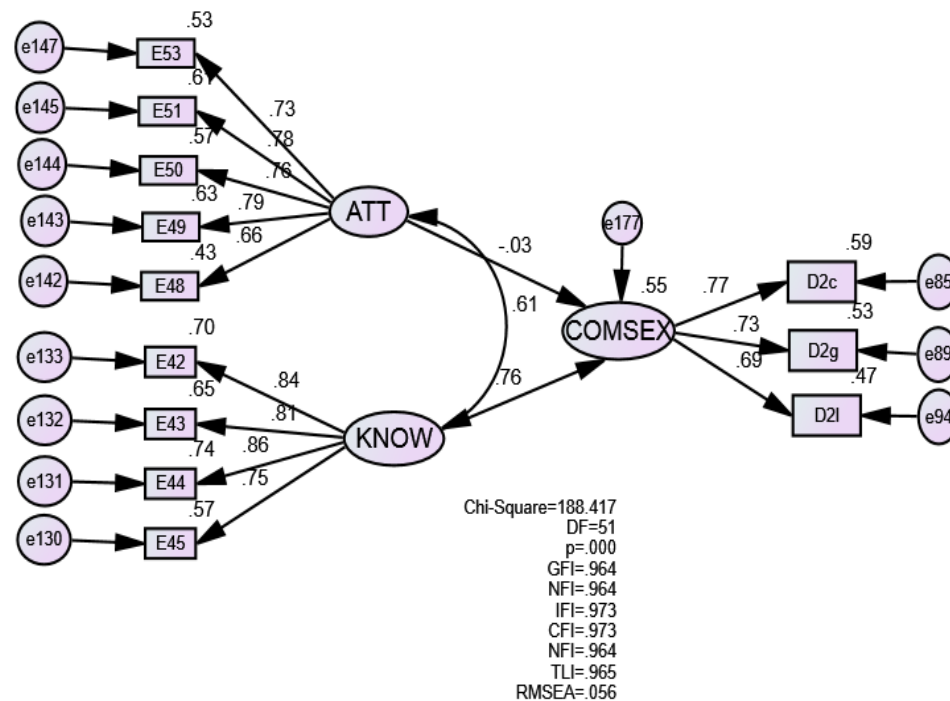 .53
e147
E53
.61
e145
E51
.73
.57
.78
e144
E50
.76
.63
.79
ATT
e143
E49
.66
.43
e142
E48
-.03
e177
.59
.55
.77
D2c
e85
.61
.53
COMSEX
.73
D2g
e89
.69
.47
D2l
e94
.70
e133
E42
.84
.76
.65
.81
e132
E43
KNOW
.86
.74
e131
E44
.75
.57
e130
E45
Chi-Square=188.417
DF=51
p=.000
GFI=.964
NFI=.964
IFI=.973
CFI=.973
NFI=.964
TLI=.965
RMSEA=.056